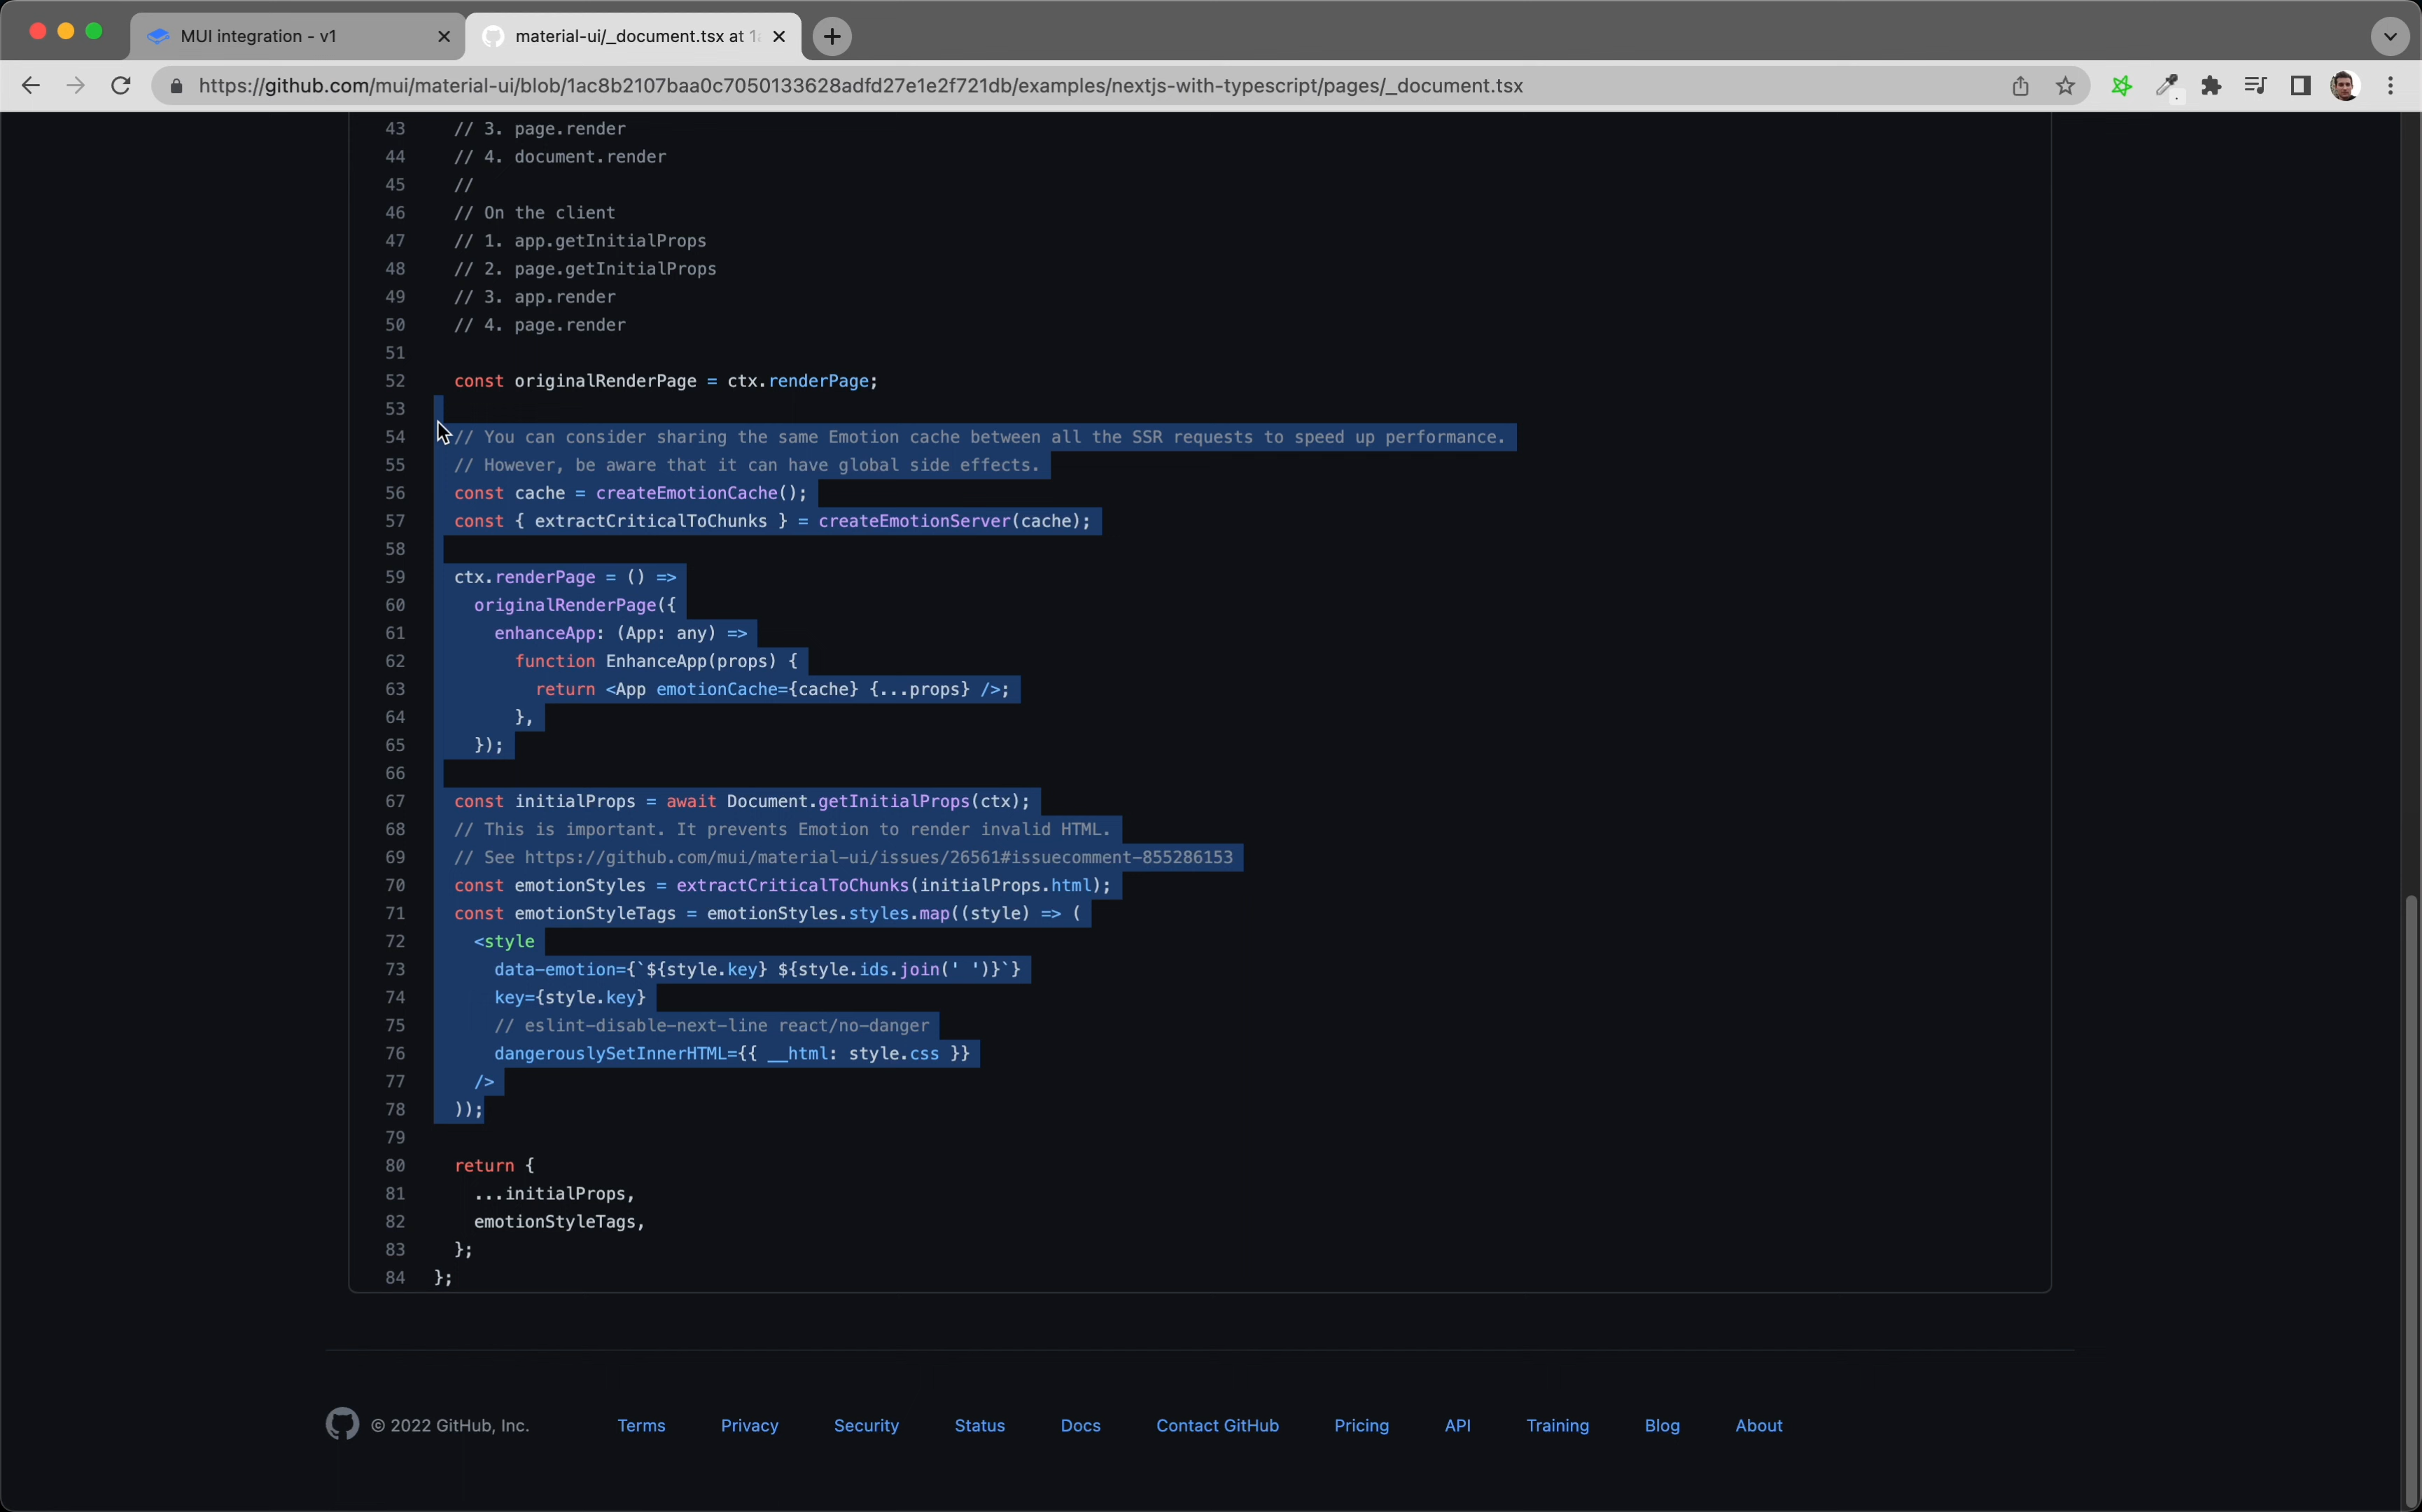 MUI integration - v1
material-ui/_document.tsx at 1
https://github.com/mui/material-ui/blob/1ac8b2107baa0c7050133628adfd27e1e2f721db/examples/nextjs-with-typescript/pages/_document.tsx
43 // 3. page.render
44 // 4. document.render
45 //
46 // On the client
47 // 1. app.getInitialProps
48 // 2. page.getInitialProps
49 // 3. app.render
50 // 4. page.render
51
52 const originalRenderPage = ctx.renderPage;
53
54 // You can consider sharing the same Emotion cache between all the SSR requests to speed up performance.
55 // However, be aware that it can have global side effects.
56 const cache = createEmotionCache();
57 const { extractCriticalToChunks } = createEmotionServer(cache);
58
59 ctx.renderPage = () =>
60 originalRenderPage({
61 enhanceApp: (App: any) =>
62 function EnhanceApp(props) {
63 return <App emotionCache={cache} {...props} />;
64 },
65 });
66
67 const initialProps = await Document.getInitialProps(ctx);
68 // This is important. It prevents Emotion to render invalid HTML.
69 // See https://github.com/mui/material-ui/issues/26561#issuecomment-855286153
70 const emotionStyles = extractCriticalToChunks(initialProps.html);
71 const emotionStyleTags = emotionStyles.styles.map((style) => (
72 <style
73 data-emotion={`${style.key} ${style.ids.join(' ')}`}
74 key={style.key}
75 // eslint-disable-next-line react/no-danger
76 dangerouslySetInnerHTML={{ __html: style.css }}
77 />
78 ));
79
80 return {
81 ...initialProps,
82 emotionStyleTags,
83 };
84 };
© 2022 GitHub, Inc. Terms Privacy Security Status Docs Contact GitHub Pricing API Training Blog About